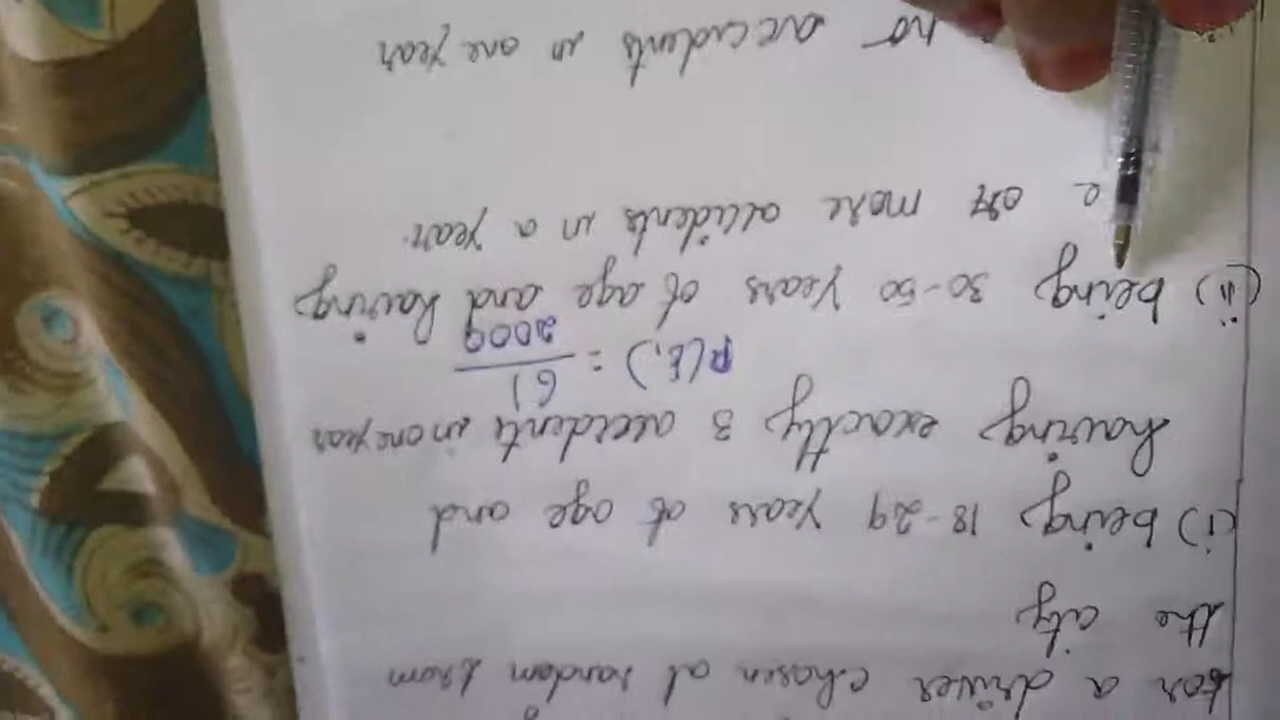 for a driver chosen at random from
the city
(i) being 18-29 years of age and
having exactly 3 accidents in one year
P(E1) = 61/2000
(ii) being 30-50 years of age and having
e or more accidents in a year.
no accidents in one year